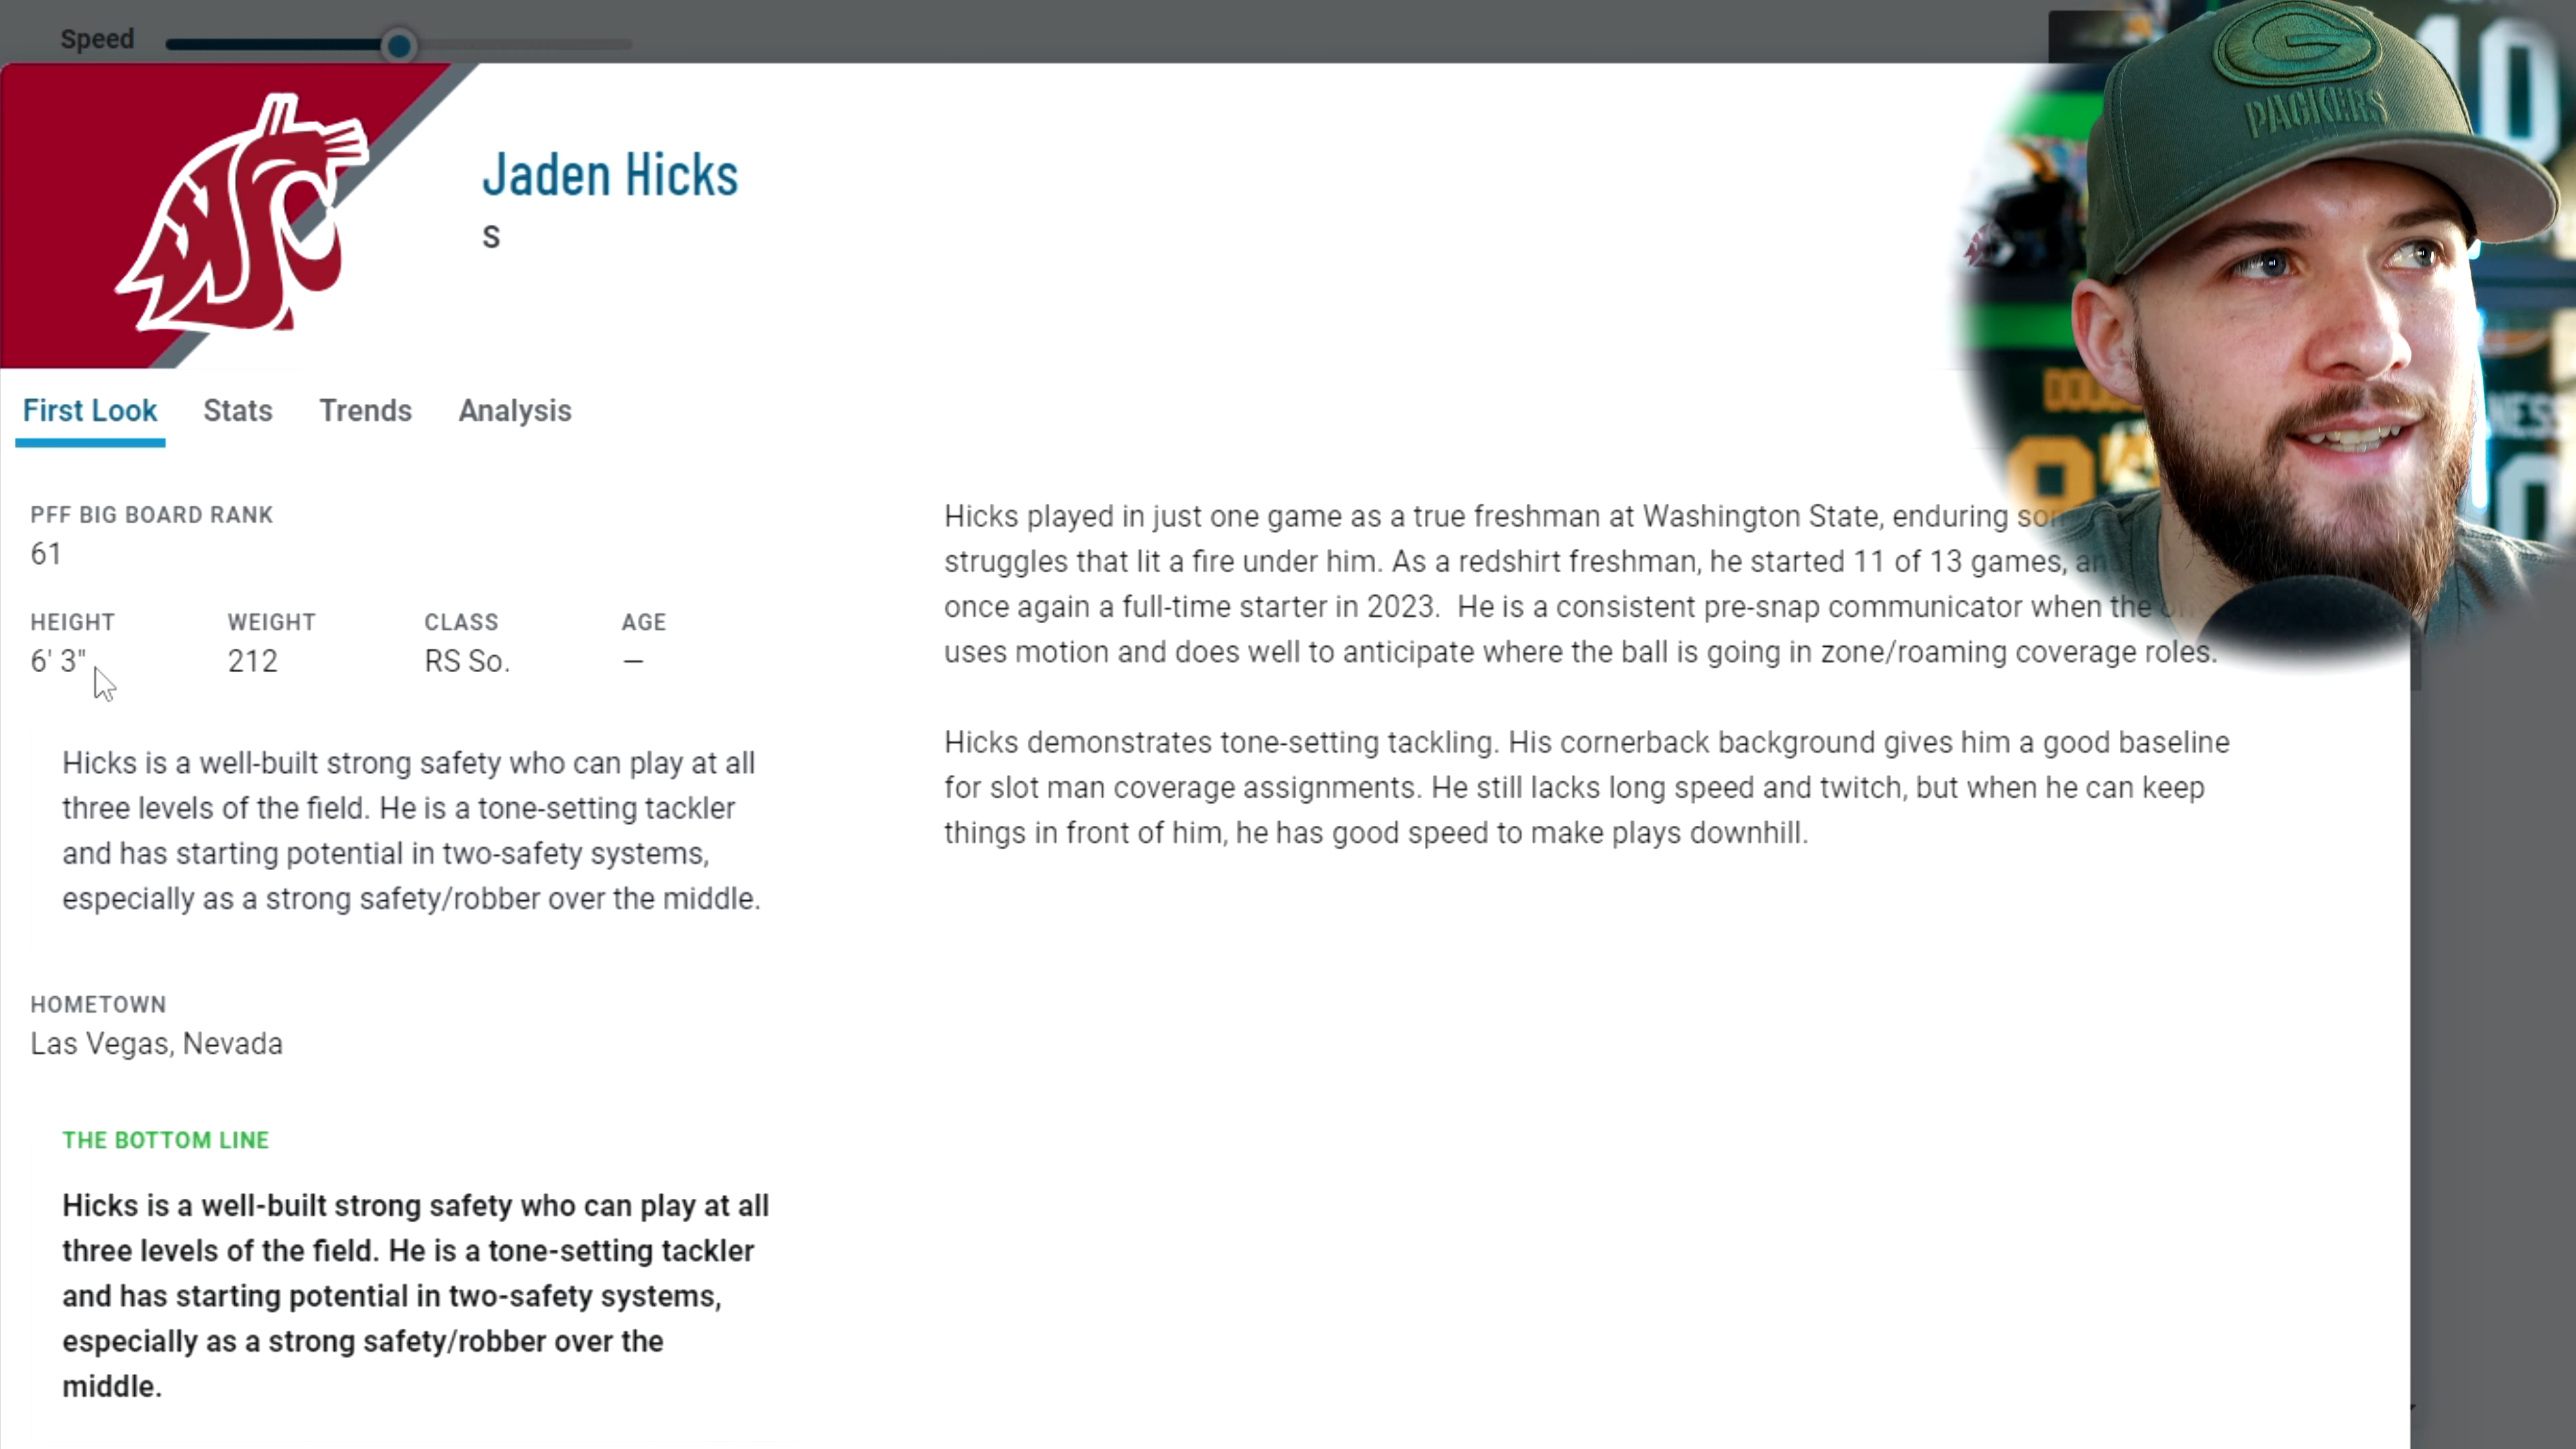 Speed
PACKERS
Jaden Hicks
S
First Look Stats Trends Analysis
PFF BIG BOARD RANK
61
HEIGHT WEIGHT CLASS AGE
6' 3" 212 RS So. —
Hicks is a well-built strong safety who can play at all
three levels of the field. He is a tone-setting tackler
and has starting potential in two-safety systems,
especially as a strong safety/robber over the middle.
HOMETOWN
Las Vegas, Nevada
THE BOTTOM LINE
Hicks is a well-built strong safety who can play at all
three levels of the field. He is a tone-setting tackler
and has starting potential in two-safety systems,
especially as a strong safety/robber over the
middle.
Hicks played in just one game as a true freshman at Washington State, enduring
struggles that lit a fire under him. As a redshirt freshman, he started 11 of 13 games,
once again a full-time starter in 2023. He is a consistent pre-snap communicator when the
uses motion and does well to anticipate where the ball is going in zone/roaming coverage roles.
Hicks demonstrates tone-setting tackling. His cornerback background gives him a good baseline
for slot man coverage assignments. He still lacks long speed and twitch, but when he can keep
things in front of him, he has good speed to make plays downhill.
10